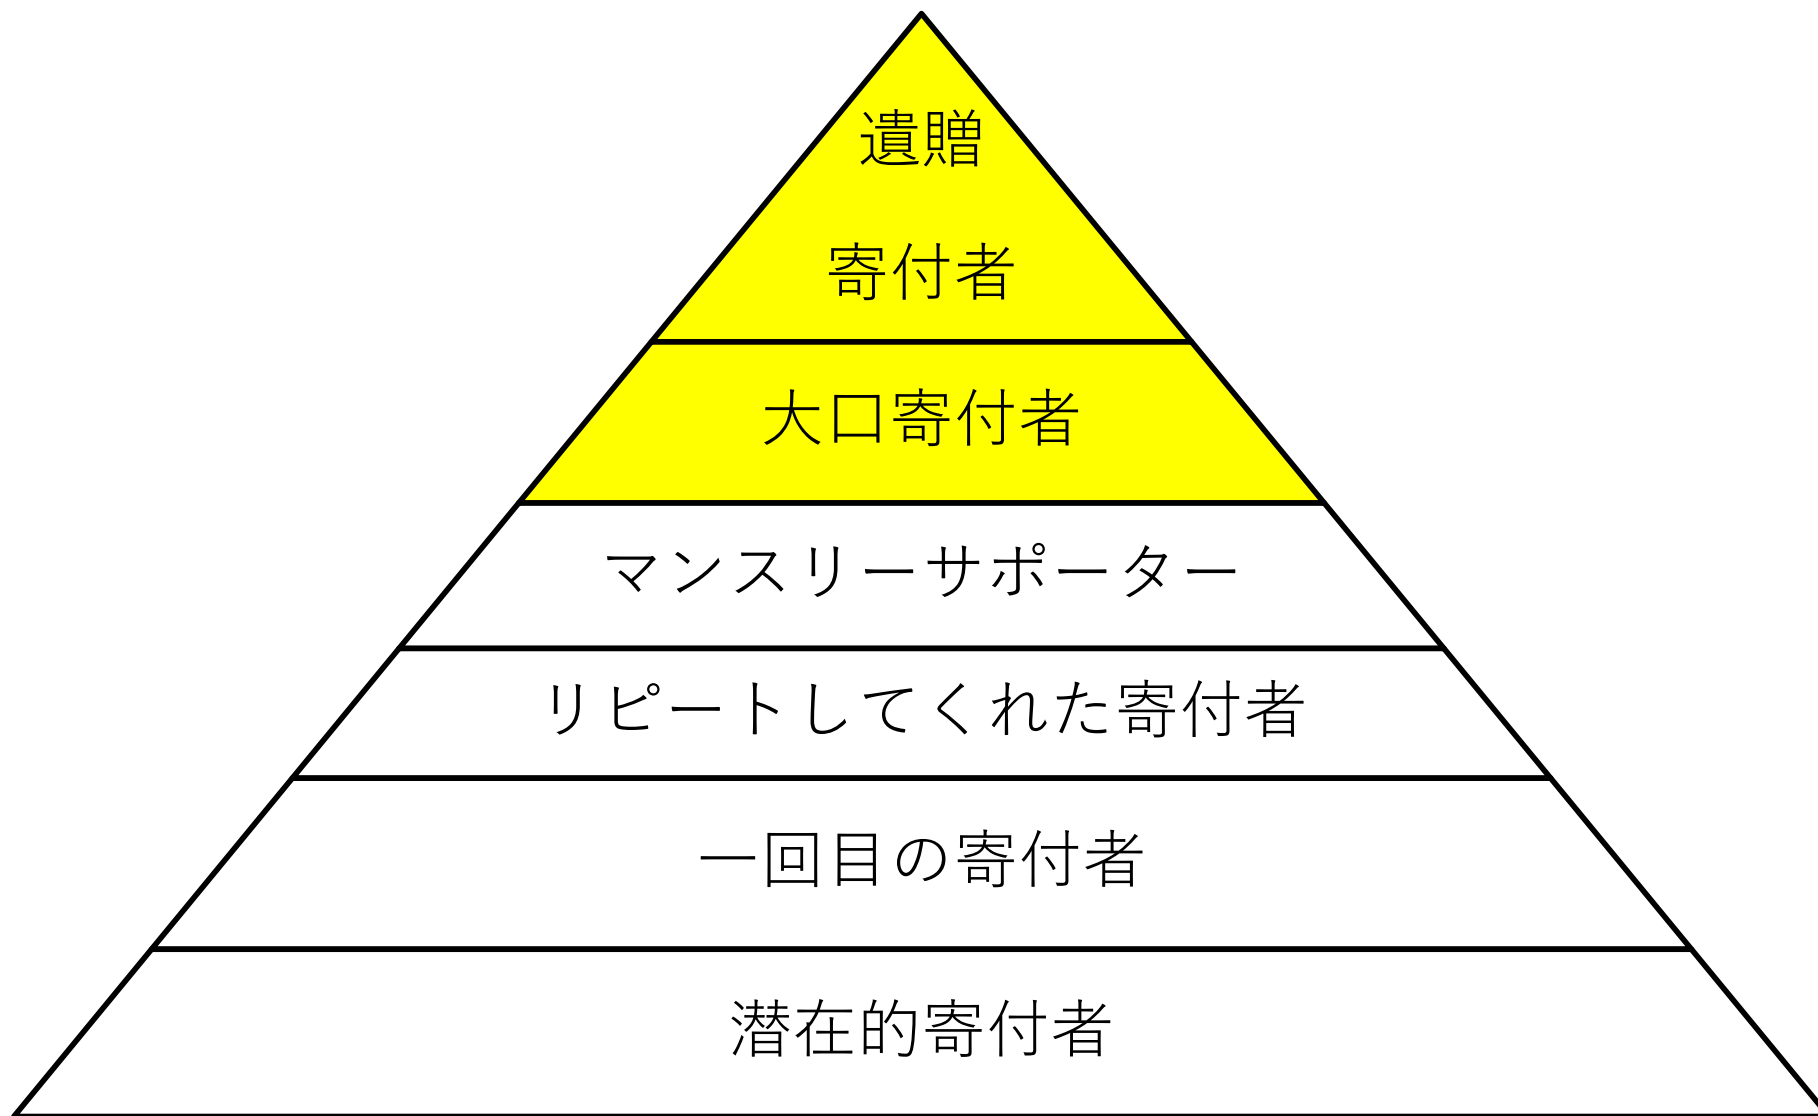 遺贈
寄付者
大口寄付者
マンスリーサポーター
リピートしてくれた寄付者
一回目の寄付者
潜在的寄付者